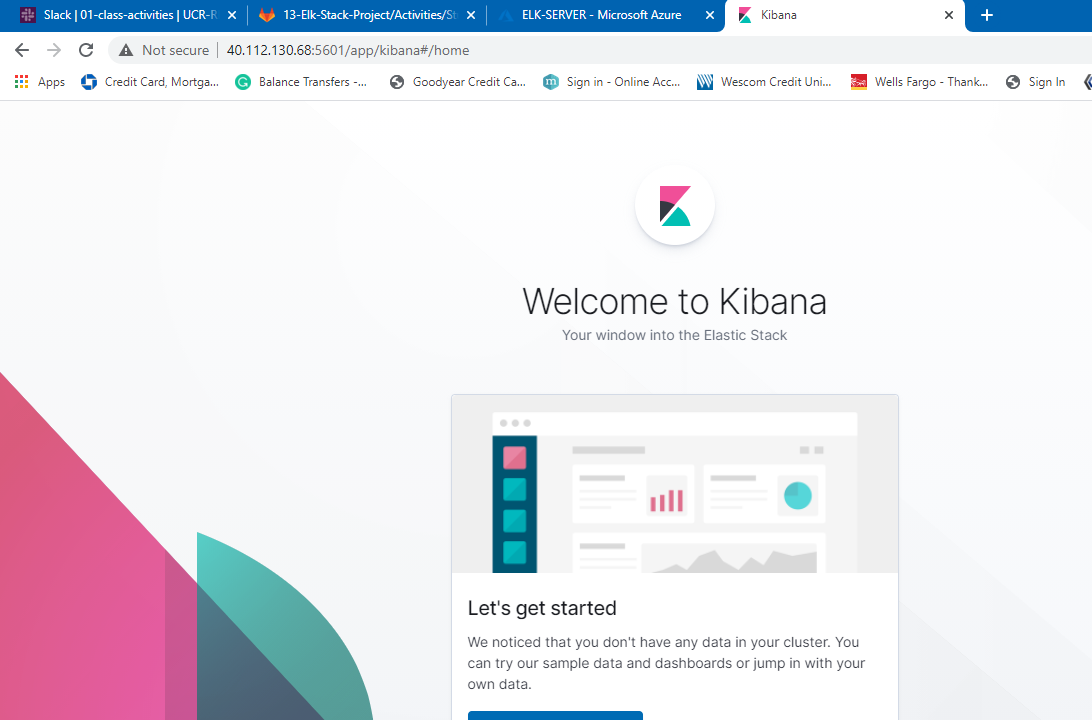 Slack | 01-class-activities | UCR-R
13-Elk-Stack-Project/Activities/St
ELK-SERVER - Microsoft Azure
Kibana
Not secure | 40.112.130.68:5601/app/kibana#/home
Apps
Credit Card, Mortga...
Balance Transfers -...
Goodyear Credit Ca...
Sign in - Online Acc...
Wescom Credit Uni...
Wells Fargo - Thank...
Sign In
Welcome to Kibana
Your window into the Elastic Stack
Let's get started
We noticed that you don't have any data in your cluster. You
can try our sample data and dashboards or jump in with your
own data.